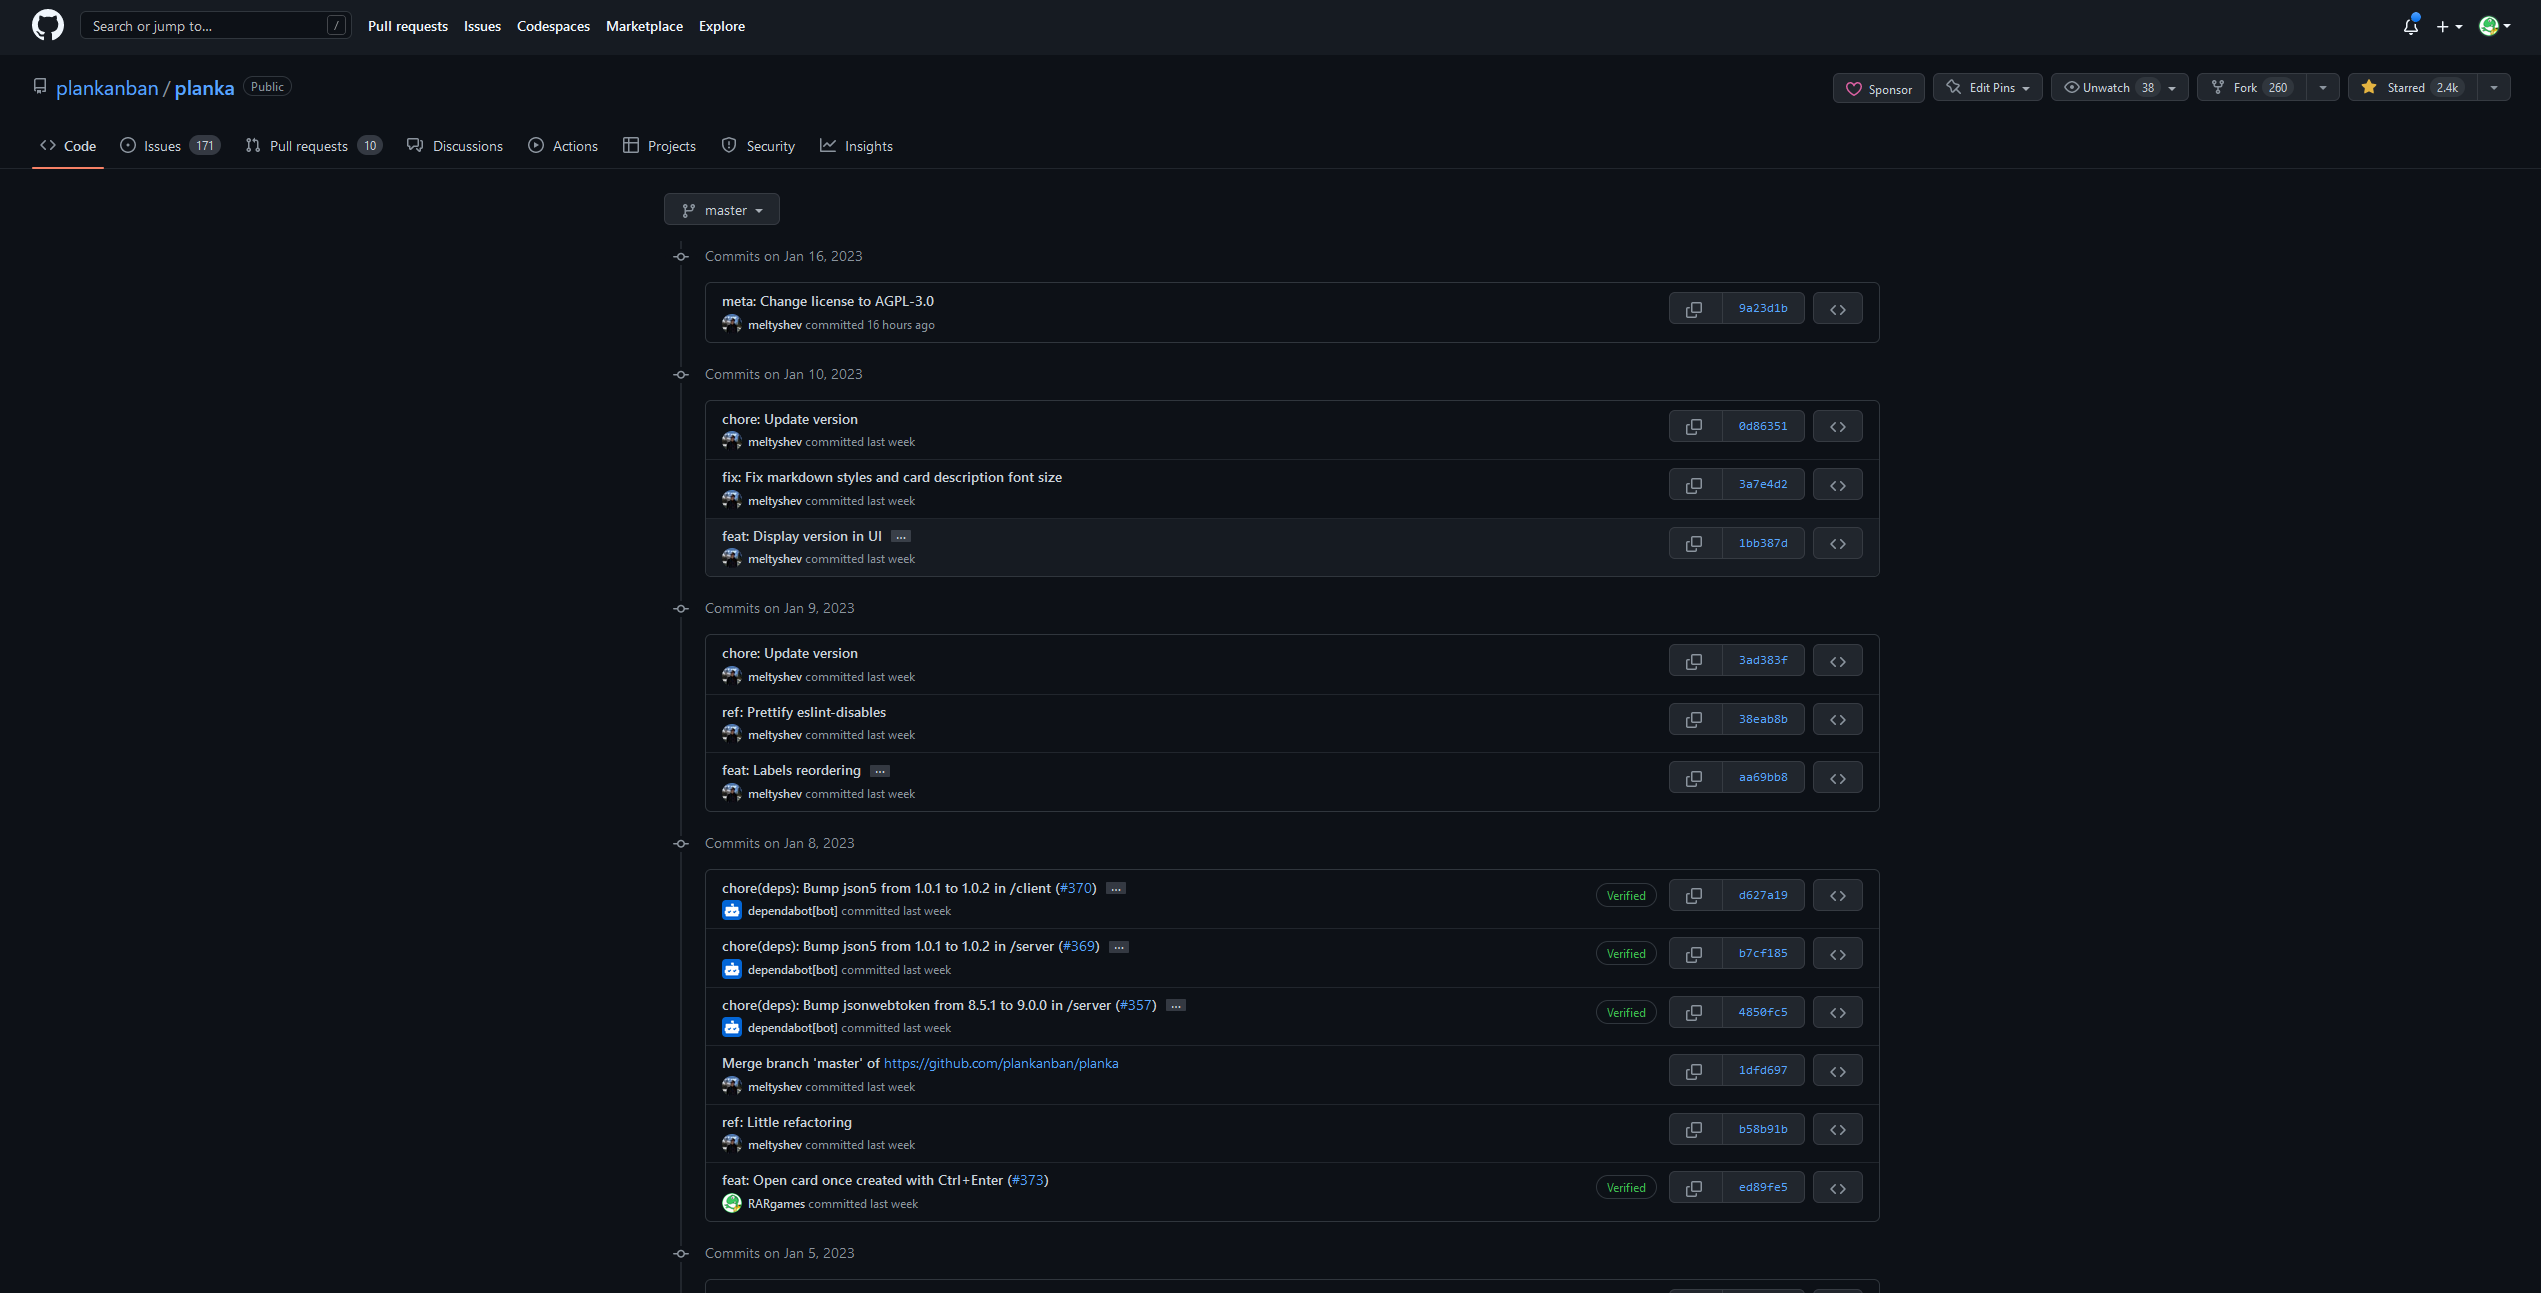 Search or jump to... /
Pull requests Issues Codespaces Marketplace Explore
plankanban / planka Public
Sponsor Edit Pins Unwatch 38 Fork 260 Starred 2.4k
Code Issues 171 Pull requests 10 Discussions Actions Projects Security Insights
master
Commits on Jan 16, 2023
meta: Change license to AGPL-3.0
meltyshev committed 16 hours ago
9a23d1b
Commits on Jan 10, 2023
chore: Update version
meltyshev committed last week
0d86351
fix: Fix markdown styles and card description font size
meltyshev committed last week
3a7e4d2
feat: Display version in UI ...
meltyshev committed last week
1bb387d
Commits on Jan 9, 2023
chore: Update version
meltyshev committed last week
3ad383f
ref: Prettify eslint-disables
meltyshev committed last week
38eab8b
feat: Labels reordering ...
meltyshev committed last week
aa69bb8
Commits on Jan 8, 2023
chore(deps): Bump json5 from 1.0.1 to 1.0.2 in /client (#370) ...
dependabot[bot] committed last week
Verified d627a19
chore(deps): Bump json5 from 1.0.1 to 1.0.2 in /server (#369) ...
dependabot[bot] committed last week
Verified b7cf185
chore(deps): Bump jsonwebtoken from 8.5.1 to 9.0.0 in /server (#357) ...
dependabot[bot] committed last week
Verified 4850fc5
Merge branch 'master' of https://github.com/plankanban/planka
meltyshev committed last week
1dfd697
ref: Little refactoring
meltyshev committed last week
b58b91b
feat: Open card once created with Ctrl+Enter (#373)
RARgames committed last week
Verified ed89fe5
Commits on Jan 5, 2023